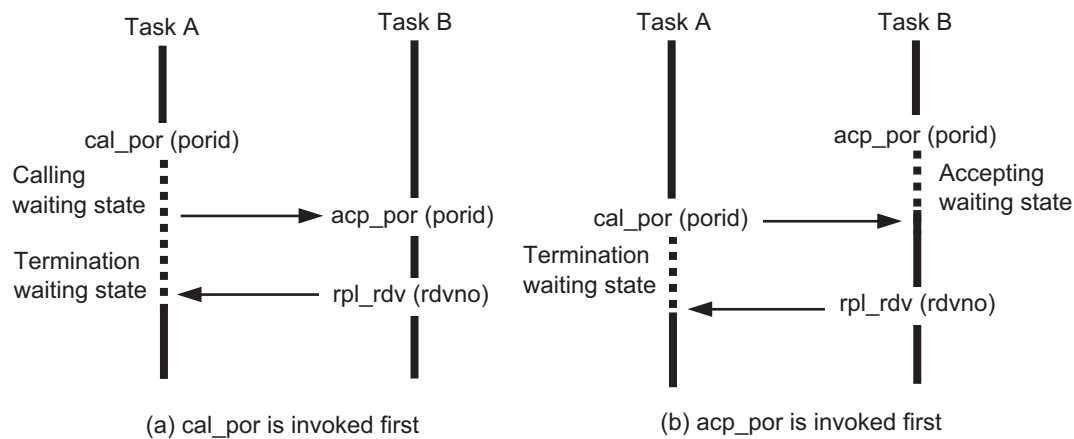 Task A
Task B
cal_por (porid)
Calling
waiting state
acp_por (porid)
Termination
waiting state
rpl_rdv (rdvno)
(a) cal_por is invoked first
Task A
Task B
acp_por (porid)
Accepting
waiting state
cal_por (porid)
Termination
waiting state
rpl_rdv (rdvno)
(b) acp_por is invoked first